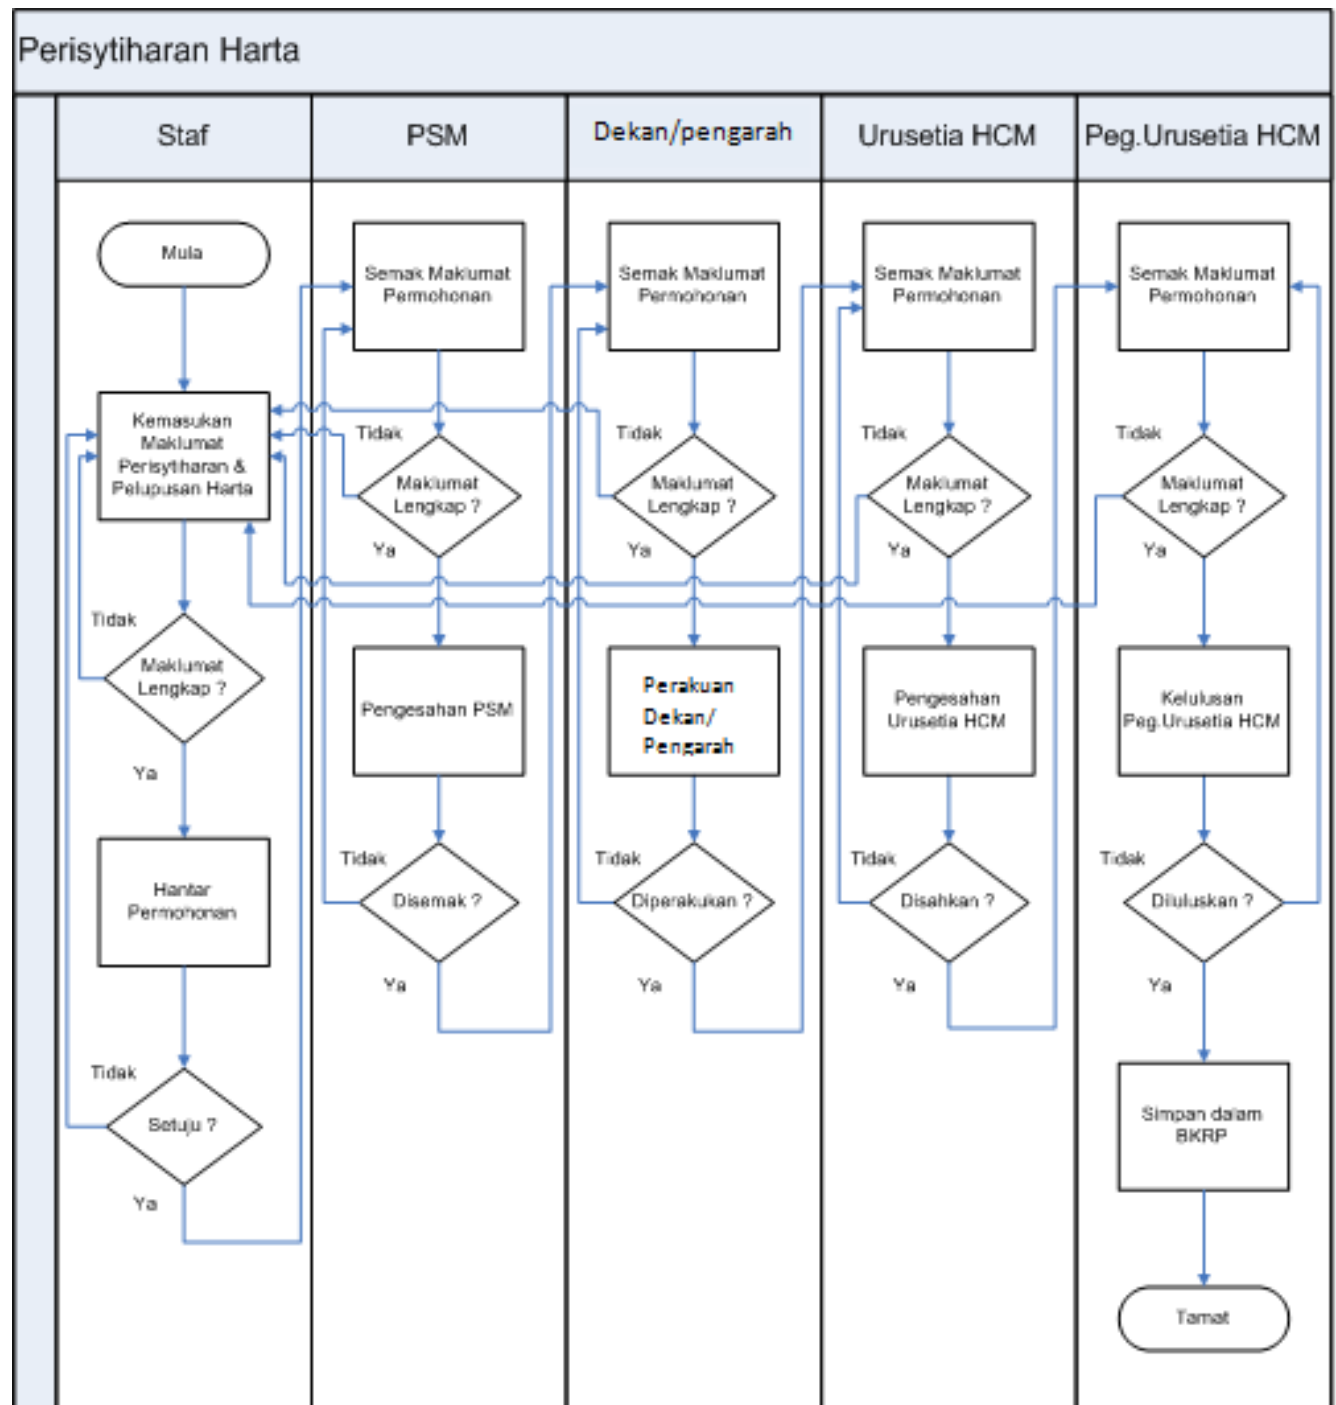 Perisytiharan Harta
Staf
PSM
Dekan/pengarah
Urusetia HCM
Peg.Urusetia HCM
Mula
Kemasukan
Maklumat
Perisytiharan &
Pelupusan Harta
Tidak
Maklumat
Lengkap ?
Ya
Hantar
Permohonan
Tidak
Setuju ?
Ya
Semak Maklumat
Permohonan
Tidak
Maklumat
Lengkap ?
Ya
Pengesahan PSM
Tidak
Disemak ?
Ya
Semak Maklumat
Permohonan
Tidak
Maklumat
Lengkap ?
Ya
Perakuan
Dekan/
Pengarah
Tidak
Diperakukan ?
Ya
Semak Maklumat
Permohonan
Tidak
Maklumat
Lengkap ?
Ya
Pengesahan
Urusetia HCM
Tidak
Disahkan ?
Ya
Semak Maklumat
Permohonan
Tidak
Maklumat
Lengkap ?
Ya
Kelulusan
Peg.Urusetia HCM
Tidak
Diluluskan ?
Ya
Simpan dalam
BKRP
Tamat